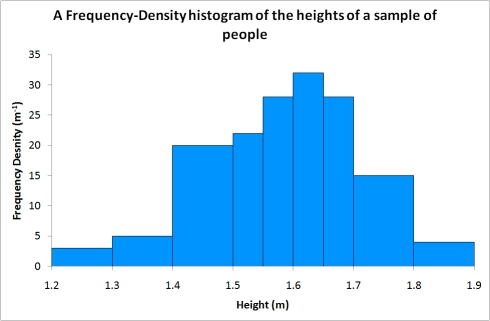 A Frequency-Density histogram of the heights of a sample of
people
Frequency Desnity (m⁻¹)
35
30
25
20
15
10
5
0
1.2 1.3 1.4 1.5 1.6 1.7 1.8 1.9
Height (m)